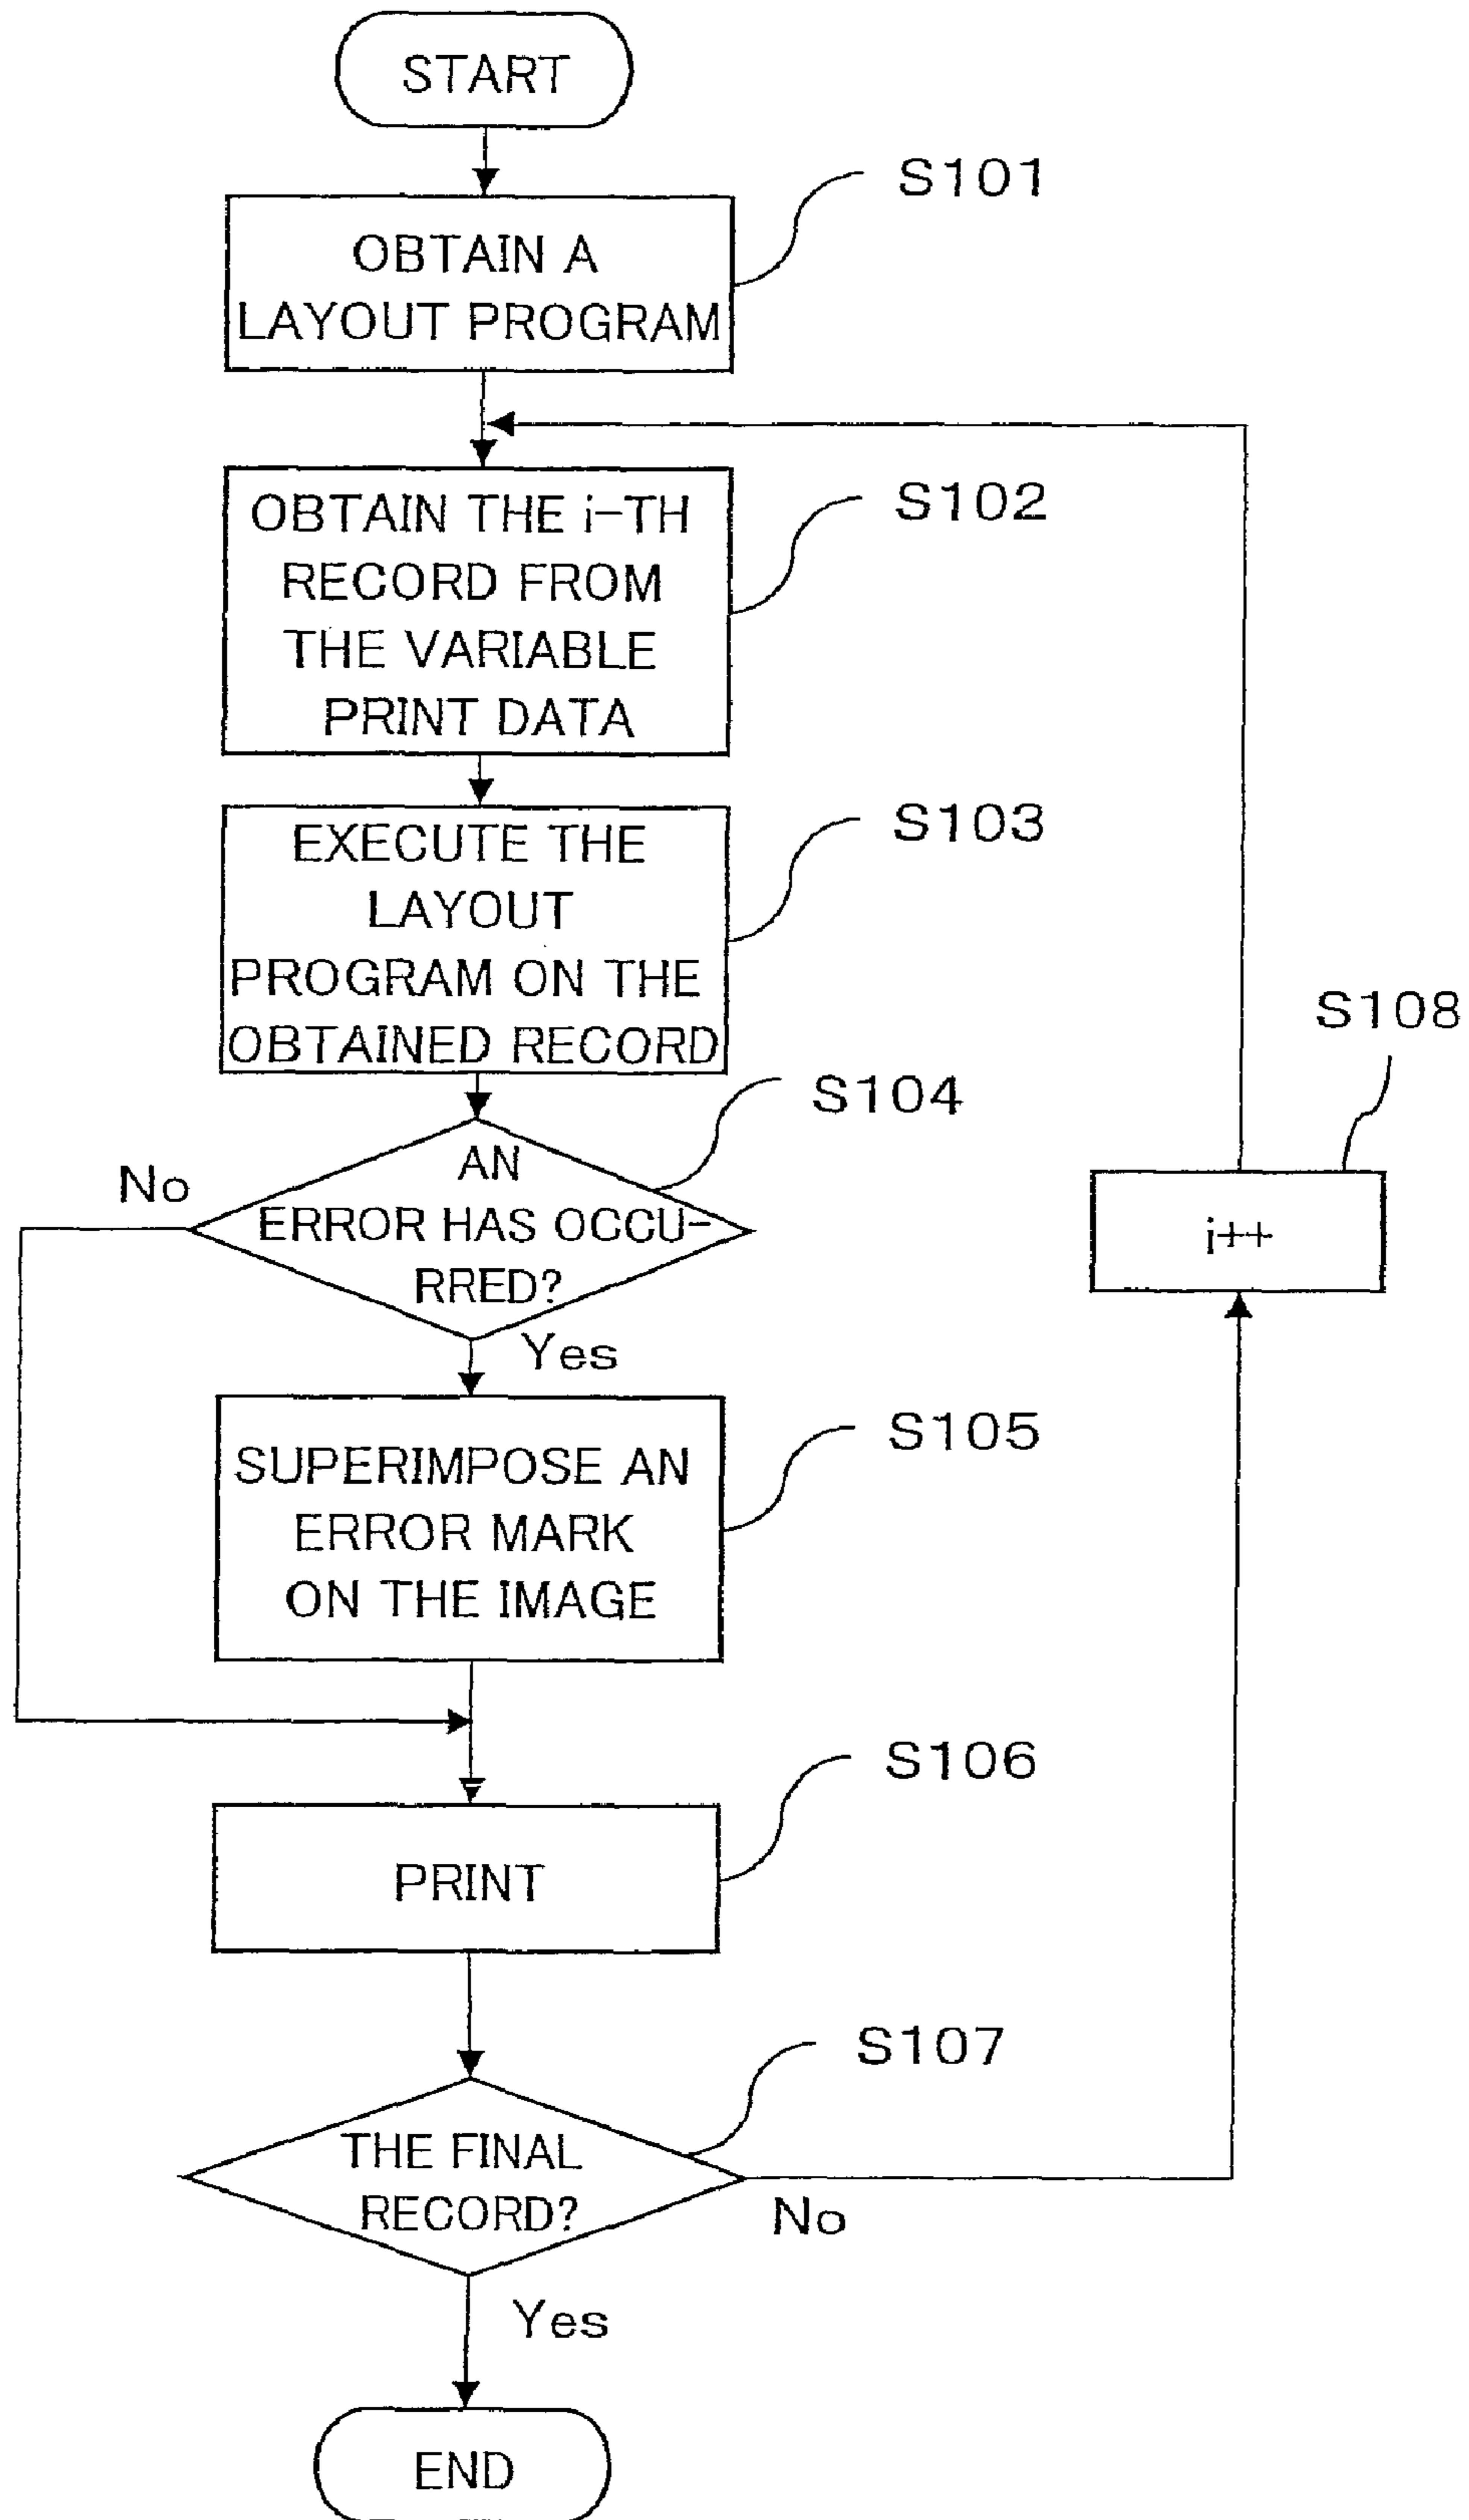 START
S101
OBTAIN A
LAYOUT PROGRAM
S102
OBTAIN THE i-TH
RECORD FROM
THE VARIABLE
PRINT DATA
S103
EXECUTE THE
LAYOUT
PROGRAM ON THE
OBTAINED RECORD
S108
S104
AN
No
ERROR HAS OCCU-
i++
RRED?
Yes
S105
SUPERIMPOSE AN
ERROR MARK
ON THE IMAGE
S106
PRINT
S107
THE FINAL
RECORD?
No
Yes
END